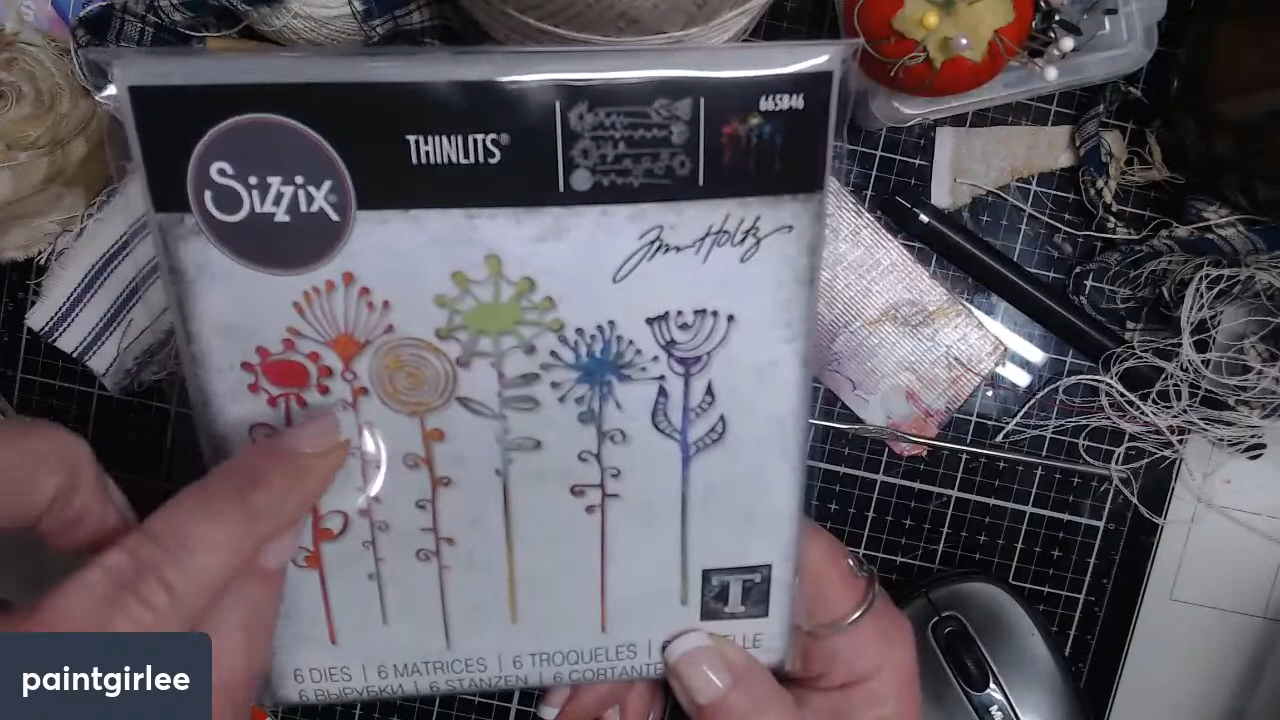 665846
THINLITS®
Sizzix®
Tim Holtz
T
6 DIES | 6 MATRICES | 6 TROQUELES |
6 ВЫРУБКИ | 6 STANZEN | 6 CORTANTE
paintgirlee